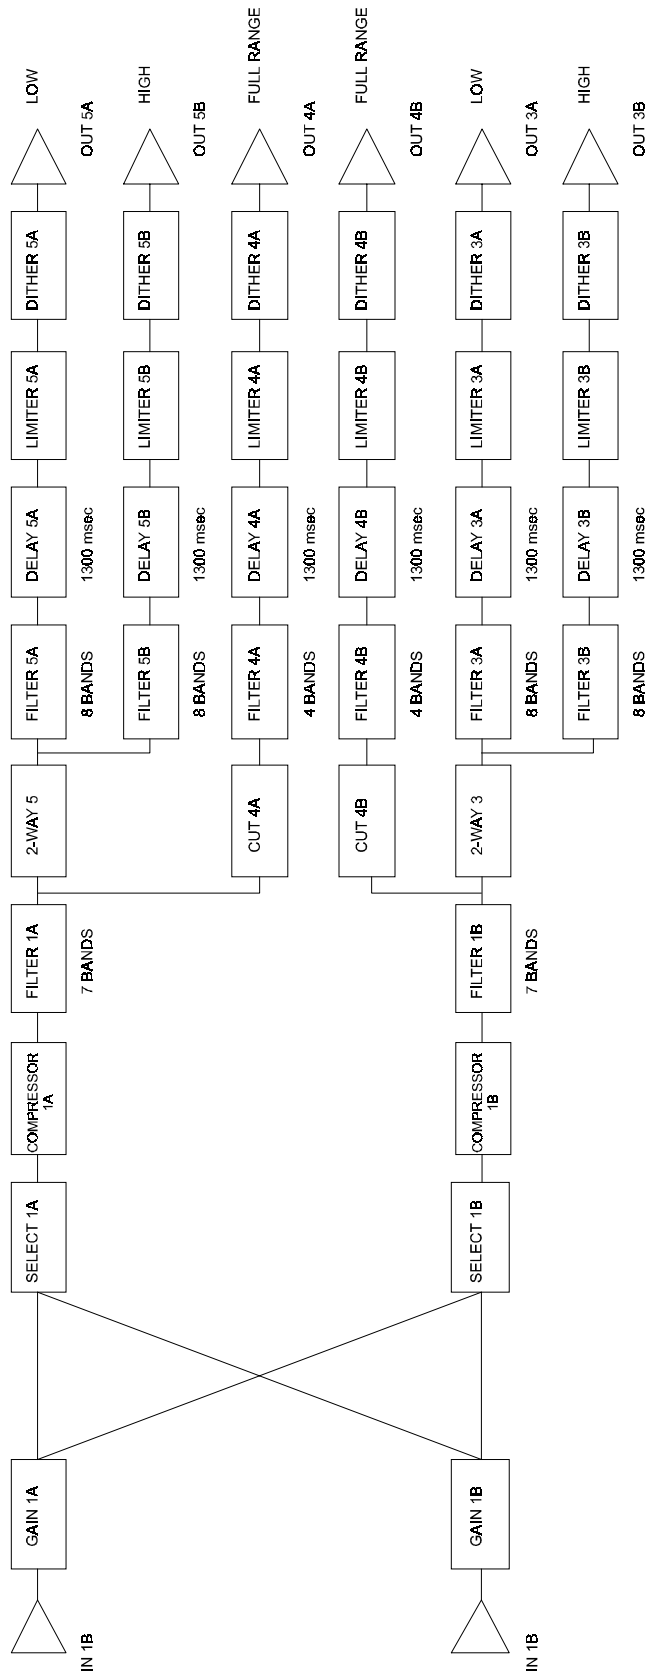 GAIN 1A
SELECT 1A
COMPRESSOR
1A
FILTER 1A
2-WAY 5
FILTER 5A
DELAY 5A
LIMITER 5A
DITHER 5A
LOW
IN 1B
7 BANDS
8 BANDS
1300 msec
OUT 5A
FILTER 5B
DELAY 5B
LIMITER 5B
DITHER 5B
HIGH
8 BANDS
1300 msec
OUT 5B
CUT 4A
FILTER 4A
DELAY 4A
LIMITER 4A
DITHER 4A
FULL RANGE
4 BANDS
1300 msec
OUT 4A
CUT 4B
FILTER 4B
DELAY 4B
LIMITER 4B
DITHER 4B
FULL RANGE
4 BANDS
1300 msec
OUT 4B
GAIN 1B
SELECT 1B
COMPRESSOR
1B
FILTER 1B
2-WAY 3
FILTER 3A
DELAY 3A
LIMITER 3A
DITHER 3A
LOW
IN 1B
7 BANDS
8 BANDS
1300 msec
OUT 3A
FILTER 3B
DELAY 3B
LIMITER 3B
DITHER 3B
HIGH
8 BANDS
1300 msec
OUT 3B